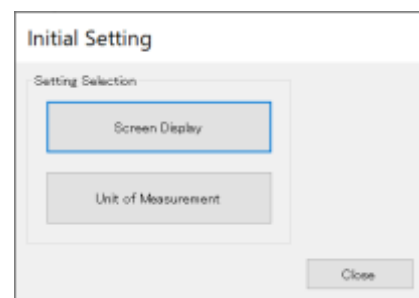 Initial Setting
Setting Selection
Screen Display
Unit of Measurement
Close